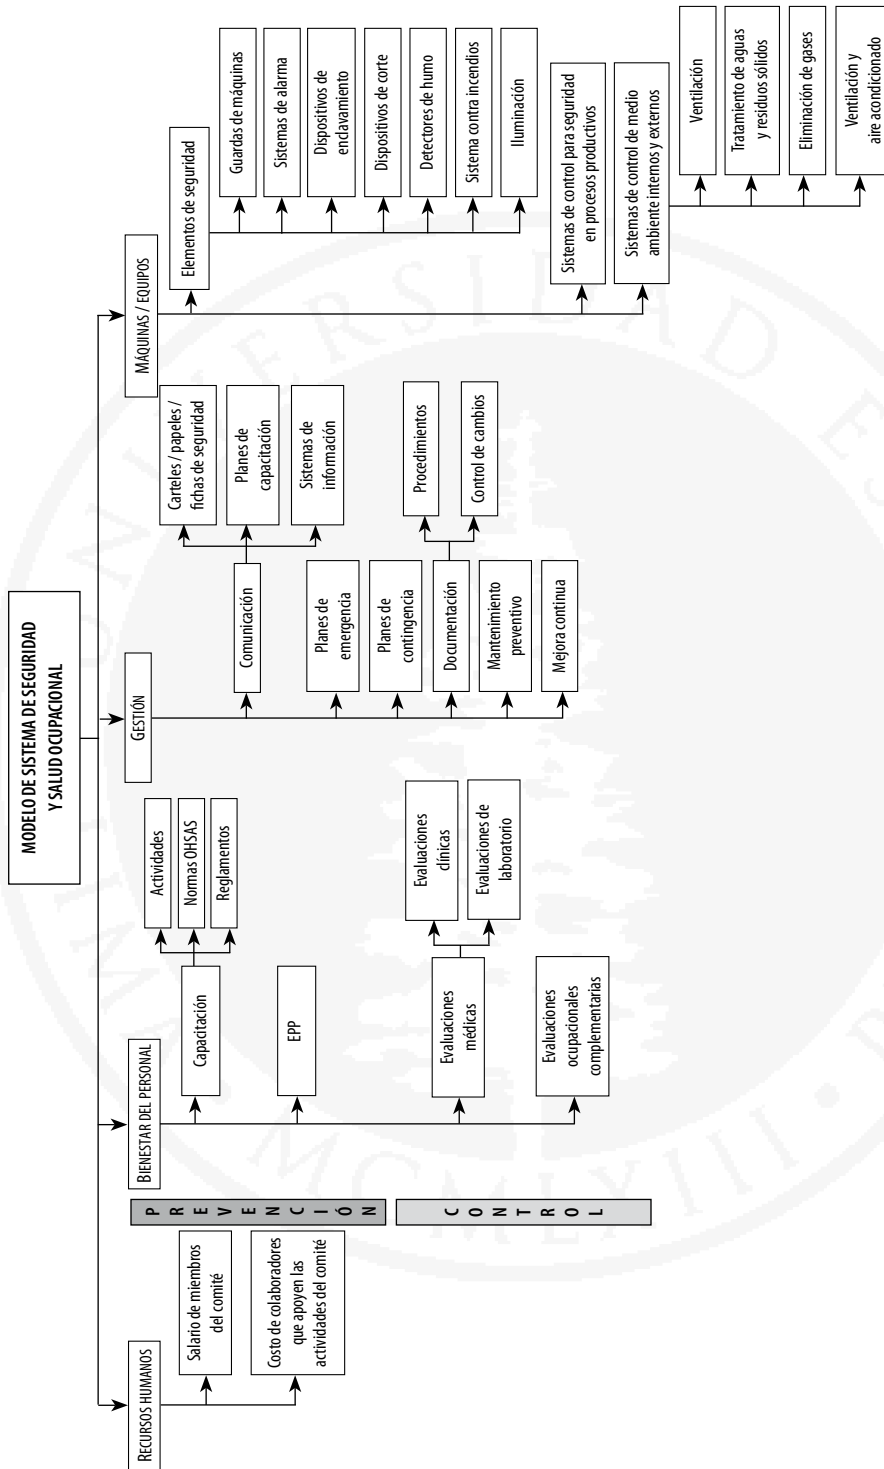 MODELO DE SISTEMA DE SEGURIDAD
Y SALUD OCUPACIONAL
RECURSOS HUMANOS
Salario de miembros
del comité
Costo de colaboradores
que apoyen las
actividades del comité
PREVENCIÓN
CONTROL
BIENESTAR DEL PERSONAL
Capacitación
Actividades
Normas OHSAS
Reglamentos
EPP
Evaluaciones
médicas
Evaluaciones
clínicas
Evaluaciones de
laboratorio
Evaluaciones
ocupacionales
complementarias
GESTIÓN
Comunicación
Carteles / papeles /
fichas de seguridad
Planes de
capacitación
Sistemas de
información
Planes de
emergencia
Planes de
contingencia
Documentación
Procedimientos
Control de cambios
Mantenimiento
preventivo
Mejora continua
MÁQUINAS / EQUIPOS
Elementos de seguridad
Guardas de máquinas
Sistemas de alarma
Dispositivos de
enclavamiento
Dispositivos de corte
Detectores de humo
Sistema contra incendios
Iluminación
Sistemas de control para seguridad
en procesos productivos
Sistemas de control de medio
ambiente internos y externos
Ventilación
Tratamiento de aguas
y residuos sólidos
Eliminación de gases
Ventilación y
aire acondicionado
MCMLXIII